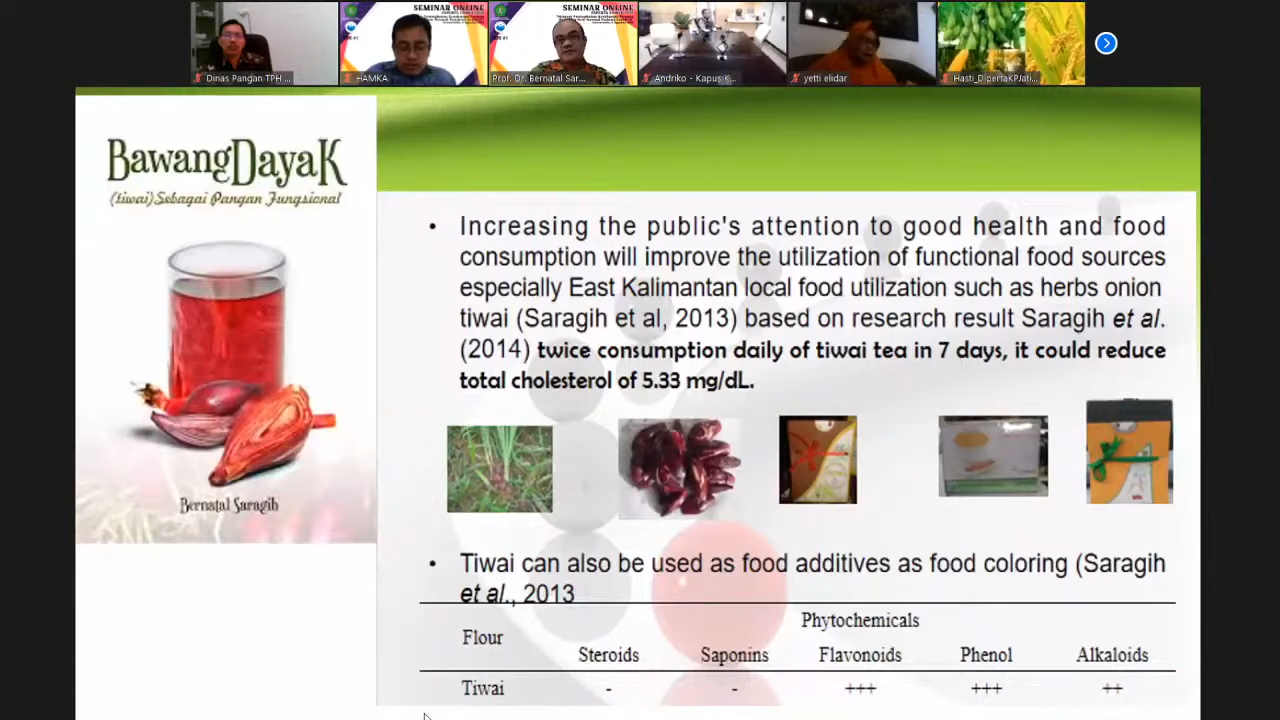 SEMINAR ONLINE
SEMINAR ONLINE
Dinas Pangan TPH ...
HAMKA
Prof. Dr. Bernatal Sar...
Andriko - Kapus K...
yetti elidar
Hasti_DipertaKPJati...
BawangDayaK
(tiwai) Sebagai Pangan Fungsional
Bernatal Saragih
• Increasing the public's attention to good health and food
consumption will improve the utilization of functional food sources
especially East Kalimantan local food utilization such as herbs onion
tiwai (Saragih et al, 2013) based on research result Saragih et al.
(2014) twice consumption daily of tiwai tea in 7 days, it could reduce
total cholesterol of 5.33 mg/dL.
• Tiwai can also be used as food additives as food coloring (Saragih
et al., 2013
Phytochemicals
Flour
Steroids Saponins Flavonoids Phenol Alkaloids
Tiwai - - +++ +++ ++